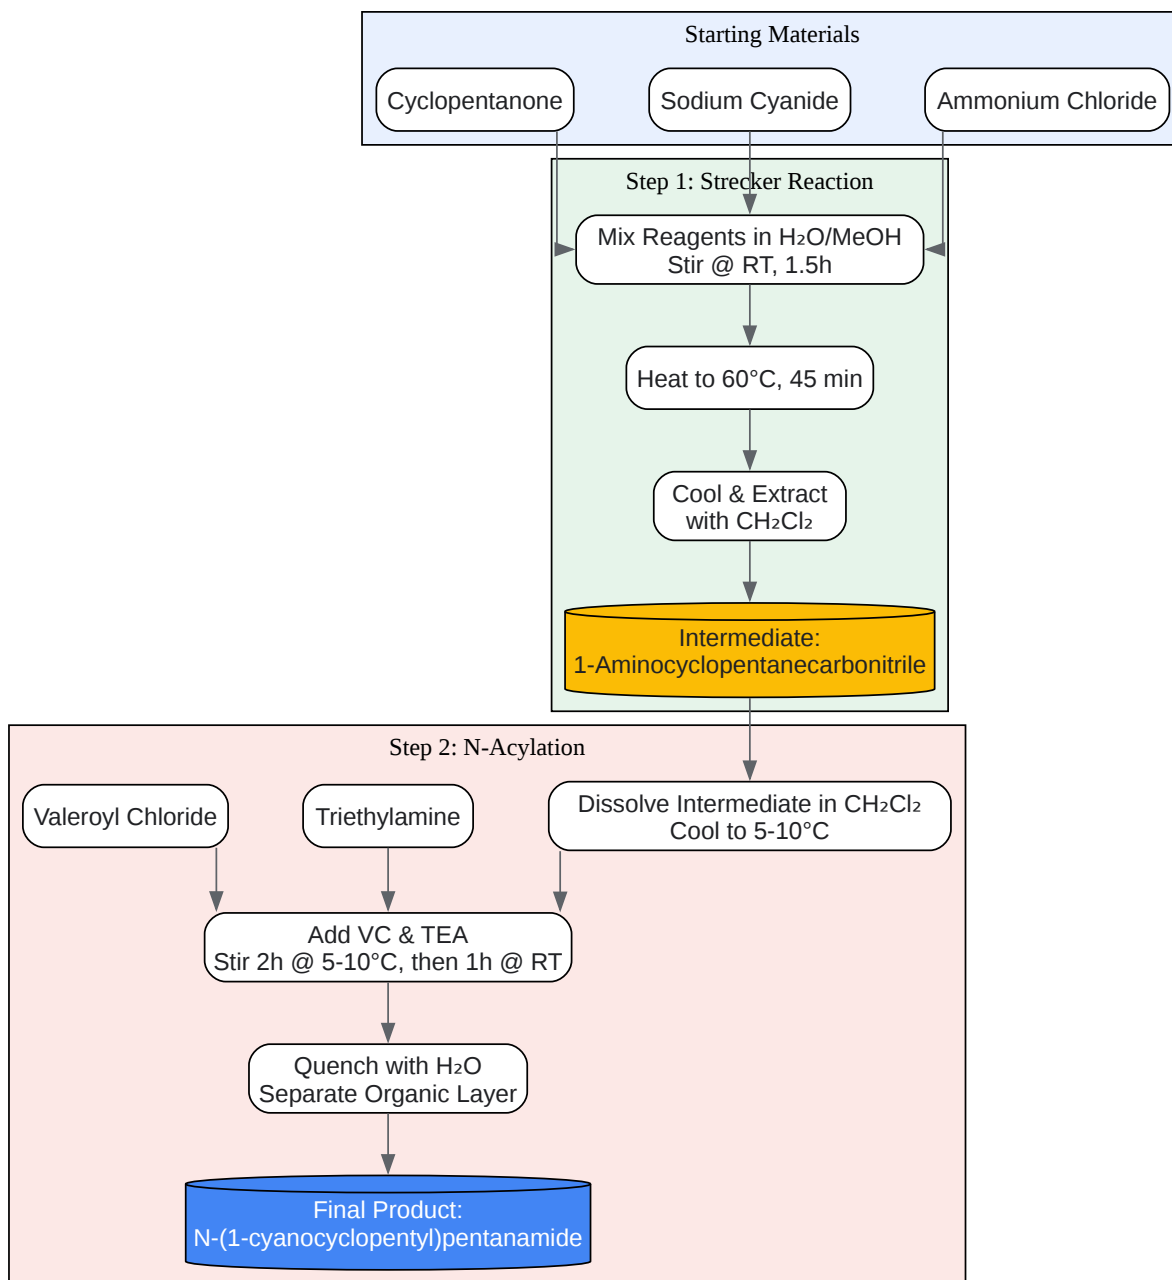 Starting Materials
Cyclopentanone
Sodium Cyanide
Ammonium Chloride
Step 1: Strecker Reaction
Mix Reagents in H₂O/MeOH
Stir @ RT, 1.5h
Heat to 60°C, 45 min
Cool & Extract
with CH₂Cl₂
Intermediate:
1-Aminocyclopentanecarbonitrile
Step 2: N-Acylation
Valeroyl Chloride
Triethylamine
Dissolve Intermediate in CH₂Cl₂
Cool to 5-10°C
Add VC & TEA
Stir 2h @ 5-10°C, then 1h @ RT
Quench with H₂O
Separate Organic Layer
Final Product:
N-(1-cyanocyclopentyl)pentanamide